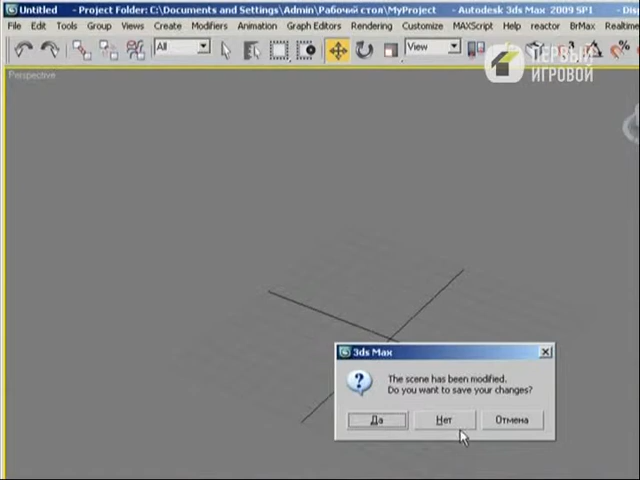 Untitled - Project Folder: C:\Documents and Settings\Admin\Рабочий стол\MyProject - Autodesk 3ds Max 2009 SP1 - Disp
File Edit Tools Group Views Create Modifiers Animation Graph Editors Rendering Customize MAXScript Help reactor BrMax Realtime
All View
ПЕРВЫЙ
ИГРОВОЙ
Perspective
3ds Max
The scene has been modified.
Do you want to save your changes?
Да Нет Отмена